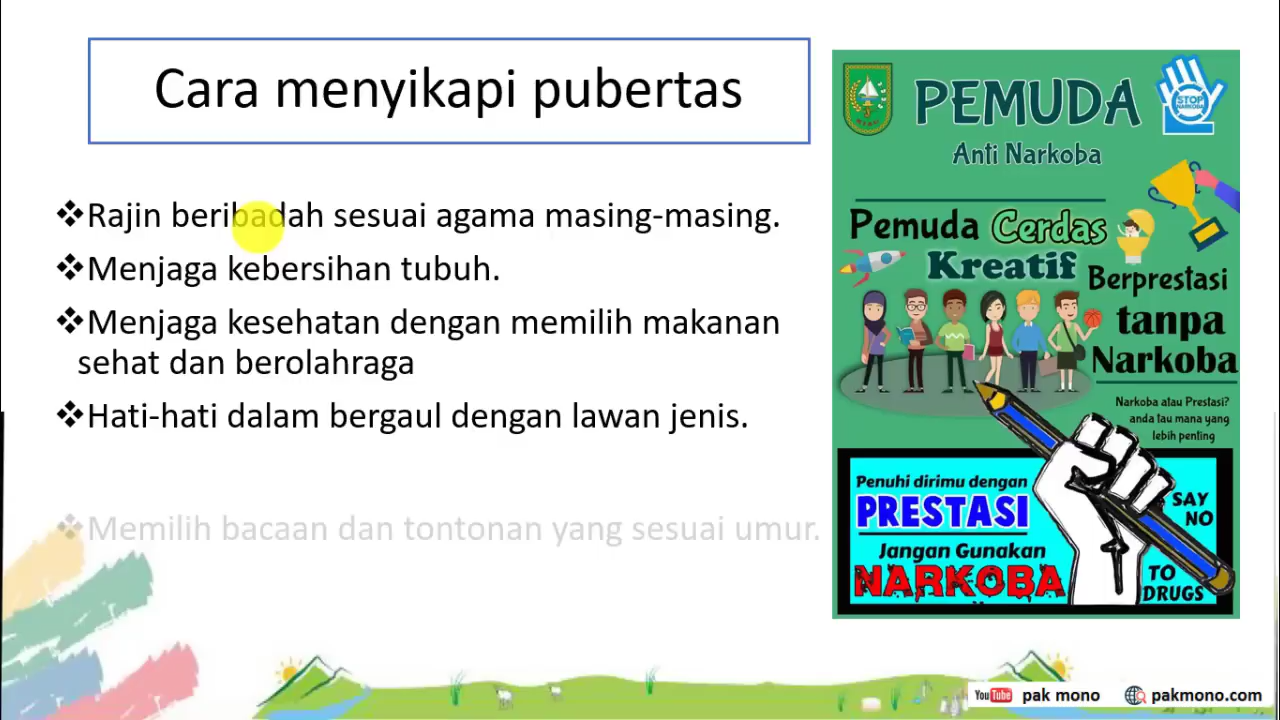 Cara menyikapi pubertas
❖Rajin beribadah sesuai agama masing-masing.
❖Menjaga kebersihan tubuh.
❖Menjaga kesehatan dengan memilih makanan
sehat dan berolahraga
❖Hati-hati dalam bergaul dengan lawan jenis.
❖Memilih bacaan dan tontonan yang sesuai umur.
PEMUDA
Anti Narkoba
STOP
NARKOBA
Pemuda Cerdas
Kreatif
Berprestasi
tanpa
Narkoba
Narkoba atau Prestasi?
anda tau mana yang
lebih penting
Penuhi dirimu dengan
PRESTASI
Jangan Gunakan
NARKOBA
SAY
NO
TO
DRUGS
YouTube pak mono pakmono.com